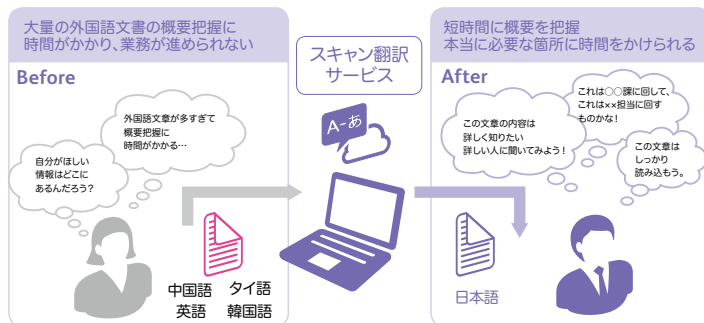 大量の外国語文書の概要把握に
時間がかかり、業務が進められない
Before
外国語文章が多すぎて
概要把握に
時間がかかる…
自分がほしい
情報はどこに
あるんだろう?
中国語 タイ語
英語 韓国語
スキャン翻訳
サービス
A-あ
短時間に概要を把握
本当に必要な箇所に時間をかけられる
After
これは○○課に回して、
これは××担当に回す
ものかな!
この文章の内容は
詳しく知りたい
詳しい人に聞いてみよう!
この文章は
しっかり
読み込もう。
日本語